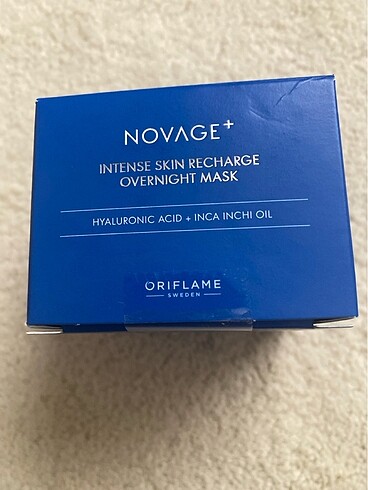 NOVAGE+
INTENSE SKIN RECHARGE
OVERNIGHT MASK
HYALURONIC ACID + INCA INCHI OIL
ORIFLAME
SWEDEN